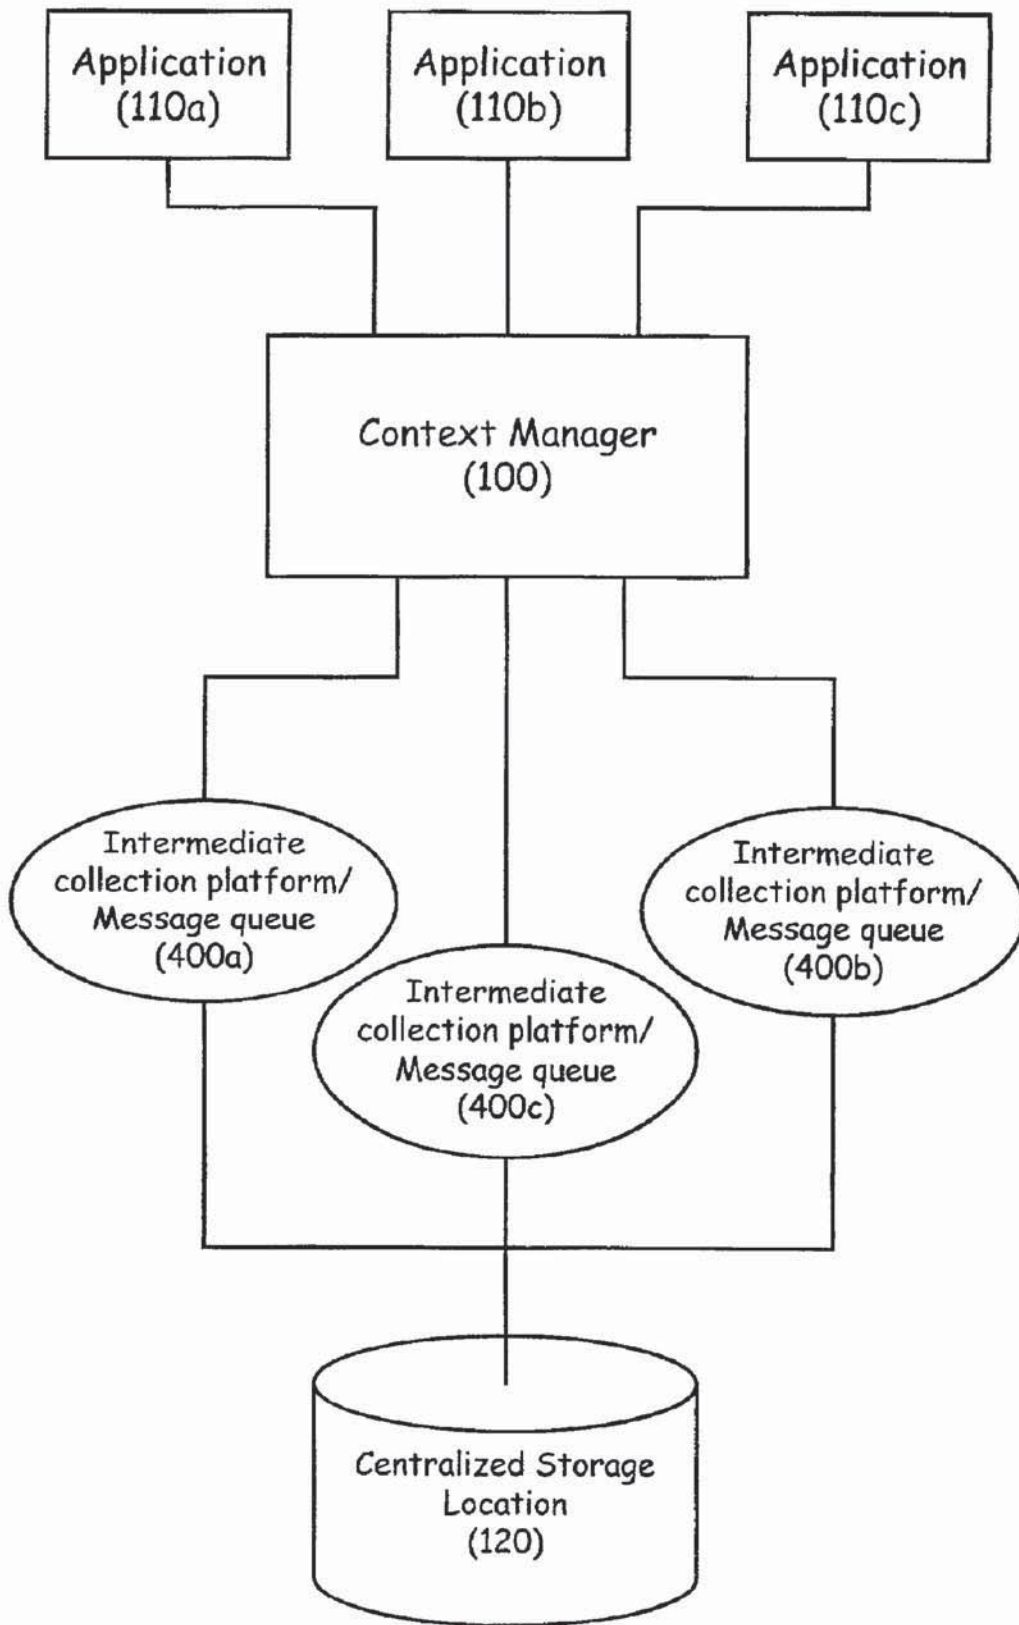 Application
(110a)
Application
(110b)
Application
(110c)
Context Manager
(100)
Intermediate
collection platform/
Message queue
(400a)
Intermediate
collection platform/
Message queue
(400b)
Intermediate
collection platform/
Message queue
(400c)
Centralized Storage
Location
(120)